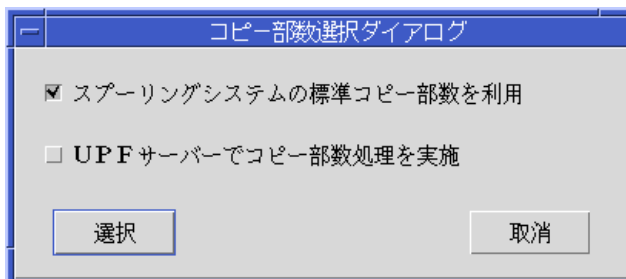 コピー部数選択ダイアログ
スプーリングシステムの標準コピー部数を利用
ＵＰＦサーバーでコピー部数処理を実施
選択 取消